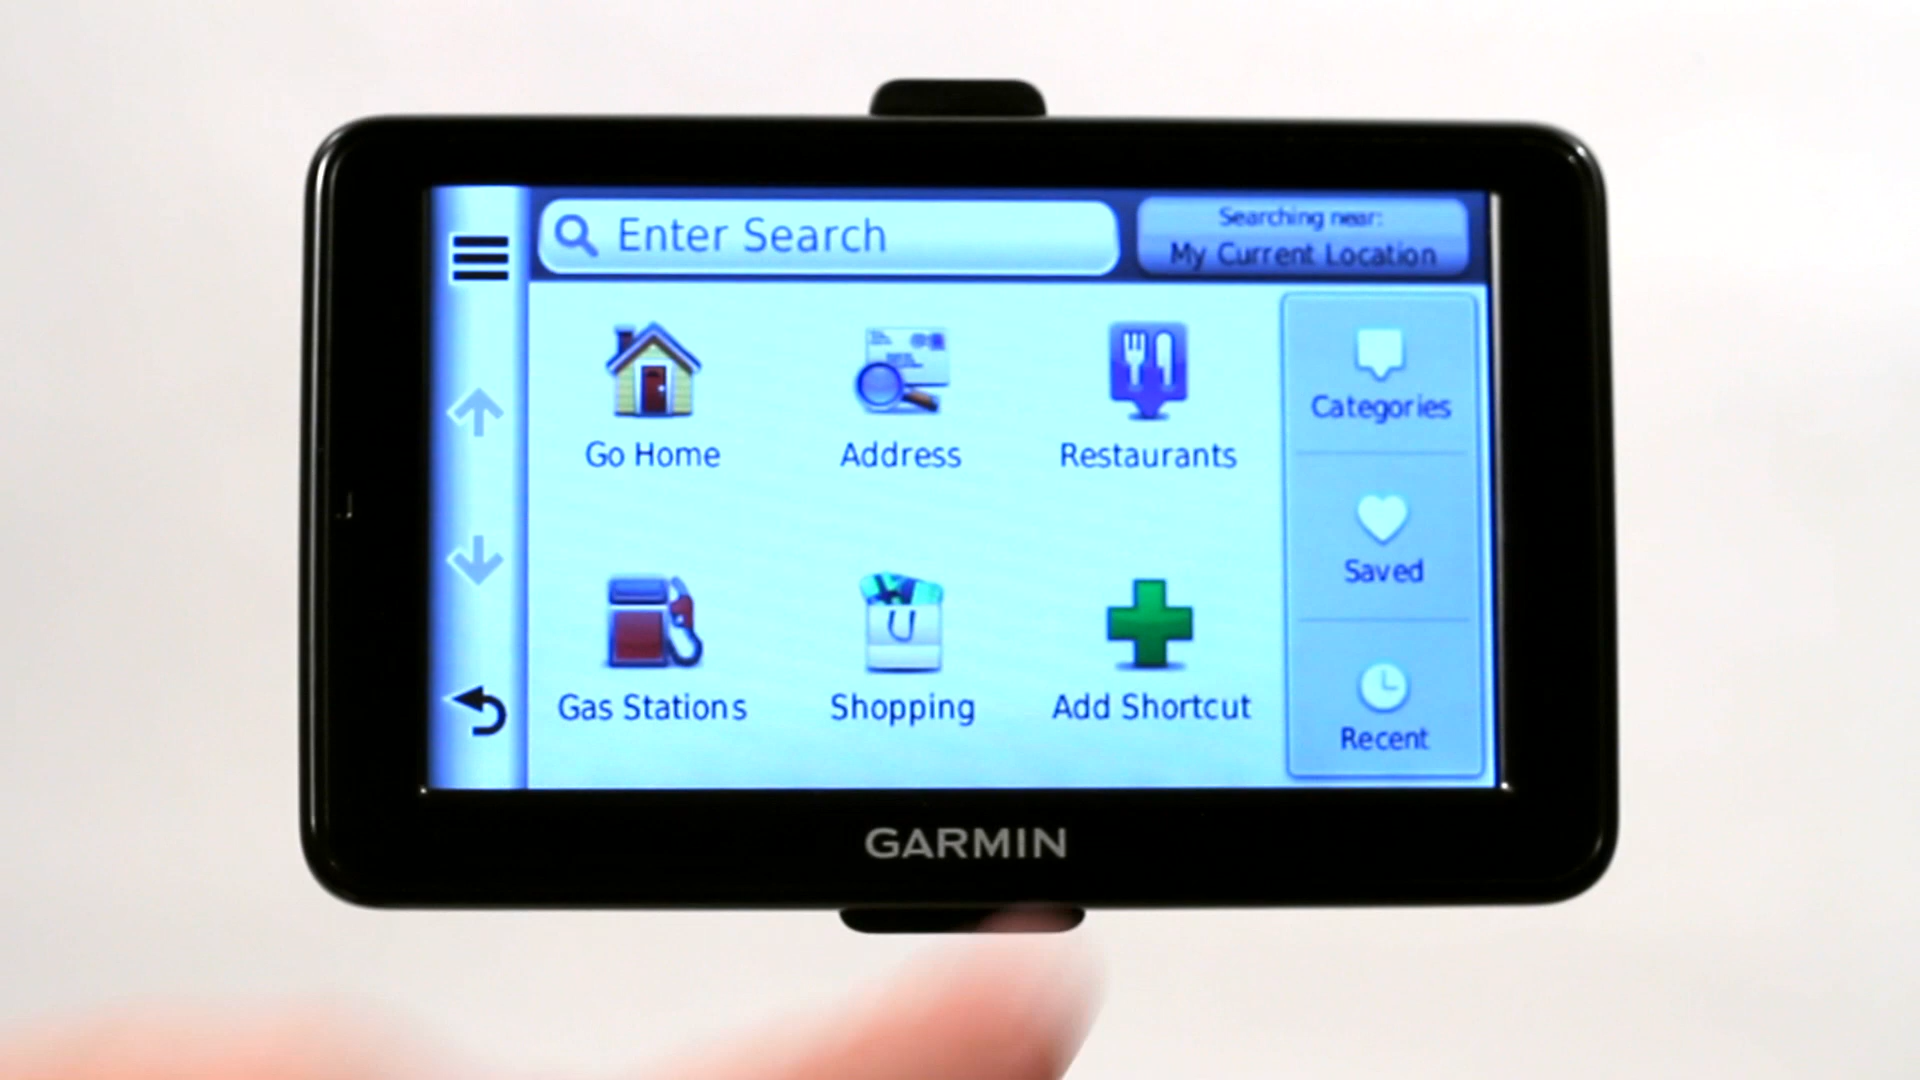 Enter Search
Searching near:
My Current Location
Go Home
Address
Restaurants
Categories
Saved
Gas Stations
Shopping
Add Shortcut
Recent
GARMIN